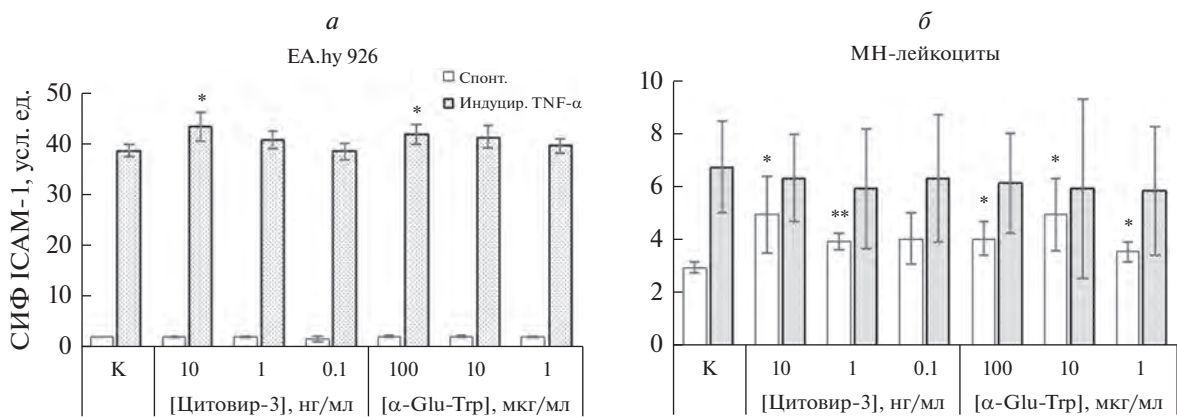 а
EA.hy 926
СИФ ICAM-1, усл. ед.
50
40
30
20
10
0
Спонт.
Индуцир. TNF-α
*
*
К
10
1
0.1
100
10
1
[Цитовир-3], нг/мл
[α-Glu-Trp], мкг/мл
б
МН-лейкоциты
10
8
6
4
2
0
*
**
*
*
*
К
10
1
0.1
100
10
1
[Цитовир-3], нг/мл
[α-Glu-Trp], мкг/мл